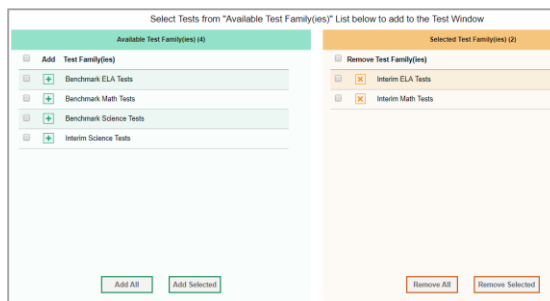 Select Tests from "Available Test Family(ies)" List below to add to the Test Window
Available Test Family(ies) (4)
Add Test Family(ies)
Benchmark ELA Tests
Benchmark Math Tests
Benchmark Science Tests
Interim Science Tests
Add All Add Selected
Selected Test Family(ies) (2)
Remove Test Family(ies)
Interim ELA Tests
Interim Math Tests
Remove All Remove Selected